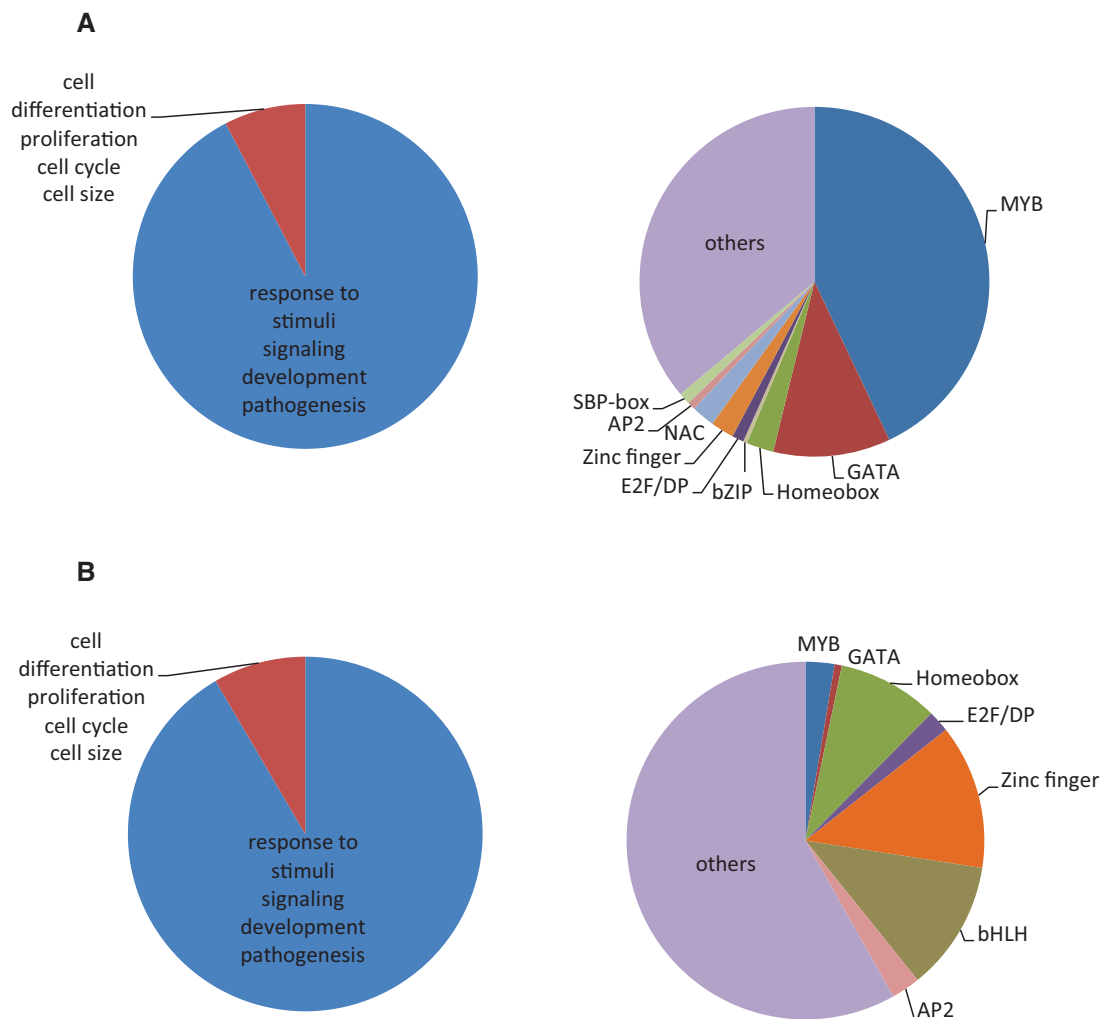 A
cell
differentiation
proliferation
cell cycle
cell size
response to
stimuli
signaling
development
pathogenesis
MYB
others
SBP-box
AP2
NAC
Zinc finger
E2F/DP
bZIP
Homeobox
GATA
B
cell
differentiation
proliferation
cell cycle
cell size
response to
stimuli
signaling
development
pathogenesis
MYB
GATA
Homeobox
E2F/DP
Zinc finger
others
bHLH
AP2